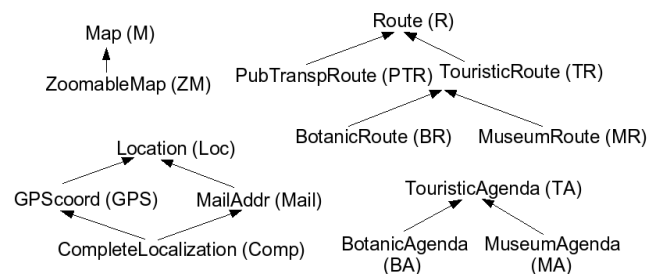 Map (M)
ZoomableMap (ZM)
Route (R)
PubTranspRoute (PTR)
TouristicRoute (TR)
BotanicRoute (BR)
MuseumRoute (MR)
Location (Loc)
GPScoord (GPS)
MailAddr (Mail)
CompleteLocalization (Comp)
TouristicAgenda (TA)
BotanicAgenda
(BA)
MuseumAgenda
(MA)